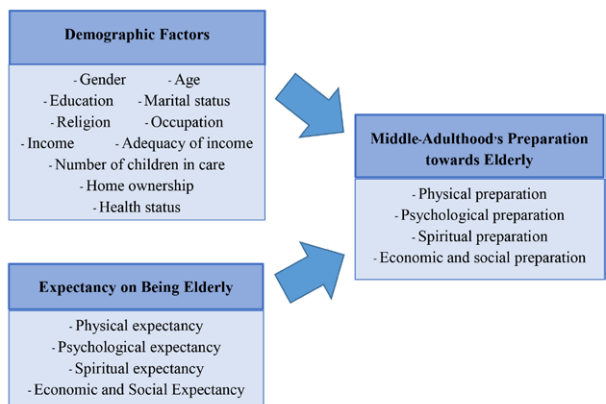 Demographic Factors
- Gender - Age
- Education - Marital status
- Religion - Occupation
- Income - Adequacy of income
- Number of children in care
- Home ownership
- Health status
Expectancy on Being Elderly
- Physical expectancy
- Psychological expectancy
- Spiritual expectancy
- Economic and Social Expectancy
Middle-Adulthood's Preparation
towards Elderly
- Physical preparation
- Psychological preparation
- Spiritual preparation
- Economic and social preparation